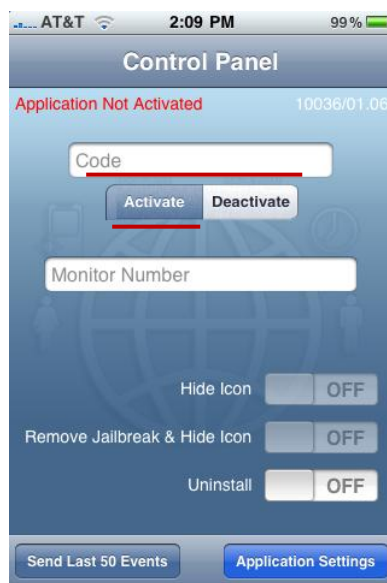 AT&T 2:09 PM 99%
Control Panel
Application Not Activated 10036/01.06
Code
Activate Deactivate
Monitor Number
Hide Icon OFF
Remove Jailbreak & Hide Icon OFF
Uninstall OFF
Send Last 50 Events Application Settings